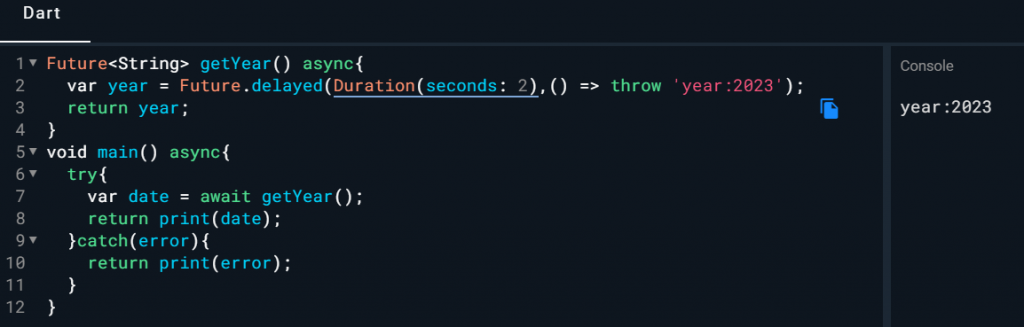 Dart
1 Future<String> getYear() async{
2   var year = Future.delayed(Duration(seconds: 2),() => throw 'year:2023');
3   return year;
4 }
5 void main() async{
6   try{
7     var date = await getYear();
8     return print(date);
9   }catch(error){
10     return print(error);
11   }
12 }
Console
year:2023